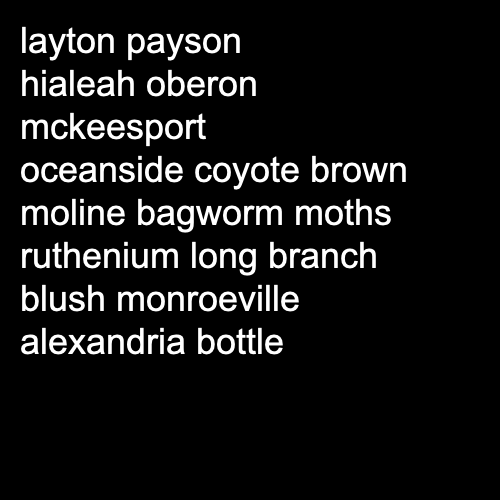 layton payson
hialeah oberon
mckeesport
oceanside coyote brown
moline bagworm moths
ruthenium long branch
blush monroeville
alexandria bottle